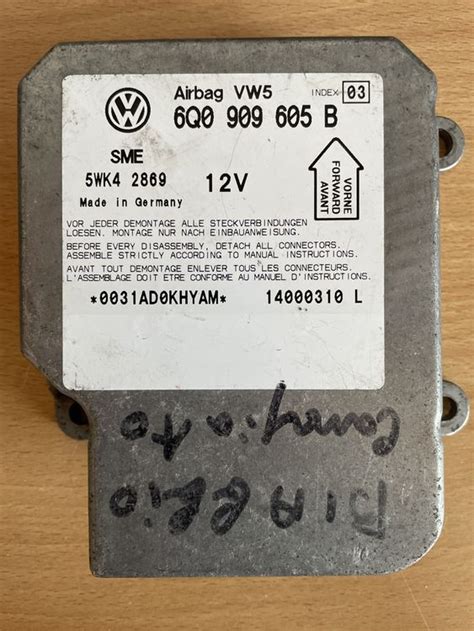 Airbag VW5 INDEX 03
6Q0 909 605 B
SME
5WK4 2869 12V
Made in Germany
VORNE
FORWARD
AVANT
VOR JEDER DEMONTAGE ALLE STECKVERBINDUNGEN
LOESEN. MONTAGE NUR NACH EINBAUANWEISUNG.
BEFORE EVERY DISASSEMBLY, DETACH ALL CONNECTORS.
ASSEMBLE STRICTLY ACCORDING TO MANUAL INSTRUCTIONS.
AVANT TOUT DEMONTAGE ENLEVER TOUS LES CONNECTEURS.
L'ASSEMBLAGE DOIT ETRE CONFORME AU MANUEL D'INSTRUCTIONS.
*0031AD0KHYAM* 14000310 L